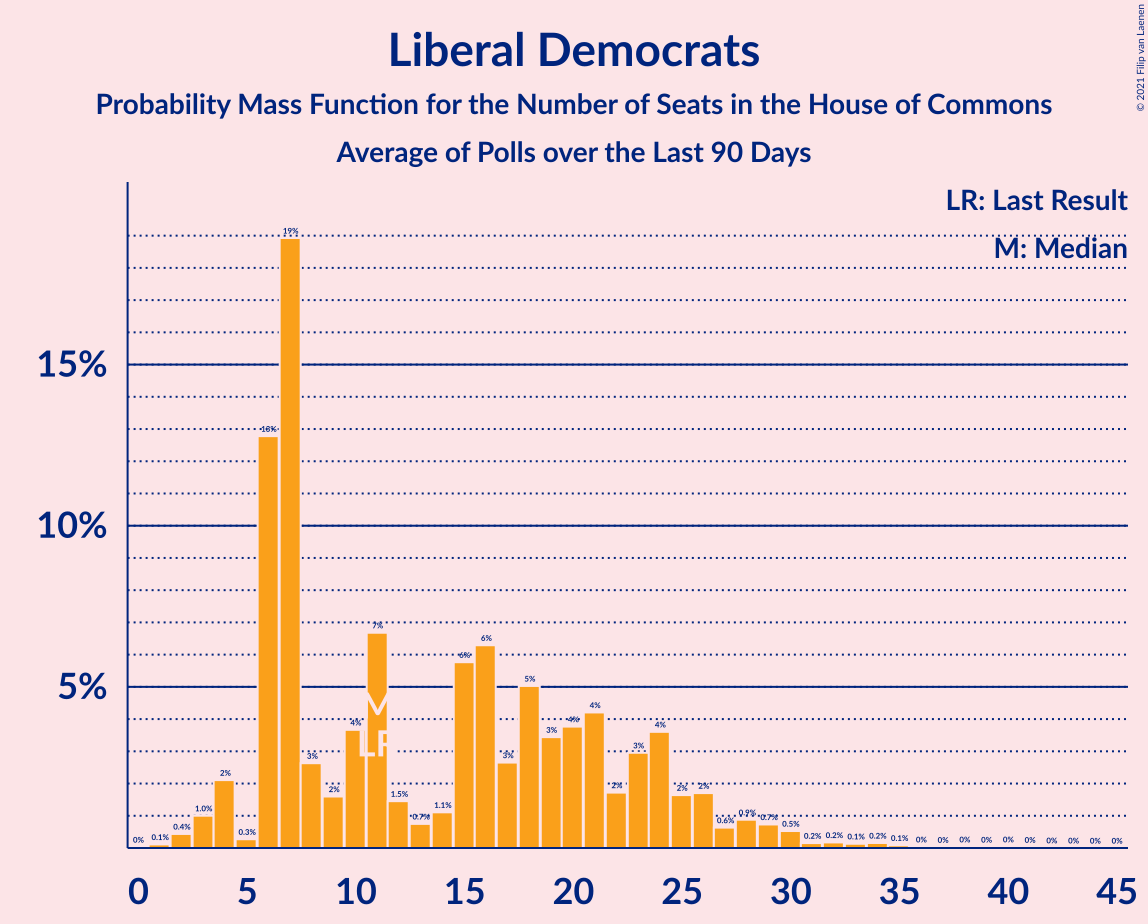 Liberal Democrats
Probability Mass Function for the Number of Seats in the House of Commons
Average of Polls over the Last 90 Days
© 2021 Filip van Laenen
LR: Last Result
M: Median
15%
10%
5%
0% 0.1% 0.4% 1.0% 2% 0.3% 13% 19% 3% 2% 4% 7% 1.5% 0.7% 1.1% 6% 6% 3% 5% 3% 4% 4% 2% 3% 4% 2% 2% 0.6% 0.9% 0.7% 0.5% 0.2% 0.2% 0.1% 0.2% 0.1% 0% 0% 0% 0% 0% 0% 0% 0% 0% 0%
M
LR
0 5 10 15 20 25 30 35 40 45